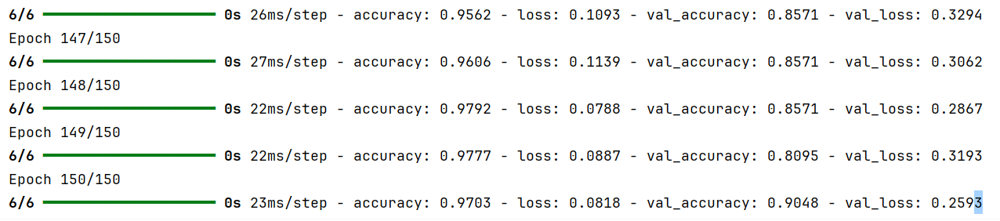 6/6 ━━━━━━━━━━━━━━━━━━━━ 0s 26ms/step - accuracy: 0.9562 - loss: 0.1093 - val_accuracy: 0.8571 - val_loss: 0.3294
Epoch 147/150
6/6 ━━━━━━━━━━━━━━━━━━━━ 0s 27ms/step - accuracy: 0.9606 - loss: 0.1139 - val_accuracy: 0.8571 - val_loss: 0.3062
Epoch 148/150
6/6 ━━━━━━━━━━━━━━━━━━━━ 0s 22ms/step - accuracy: 0.9792 - loss: 0.0788 - val_accuracy: 0.8571 - val_loss: 0.2867
Epoch 149/150
6/6 ━━━━━━━━━━━━━━━━━━━━ 0s 22ms/step - accuracy: 0.9777 - loss: 0.0887 - val_accuracy: 0.8095 - val_loss: 0.3193
Epoch 150/150
6/6 ━━━━━━━━━━━━━━━━━━━━ 0s 23ms/step - accuracy: 0.9703 - loss: 0.0818 - val_accuracy: 0.9048 - val_loss: 0.2593